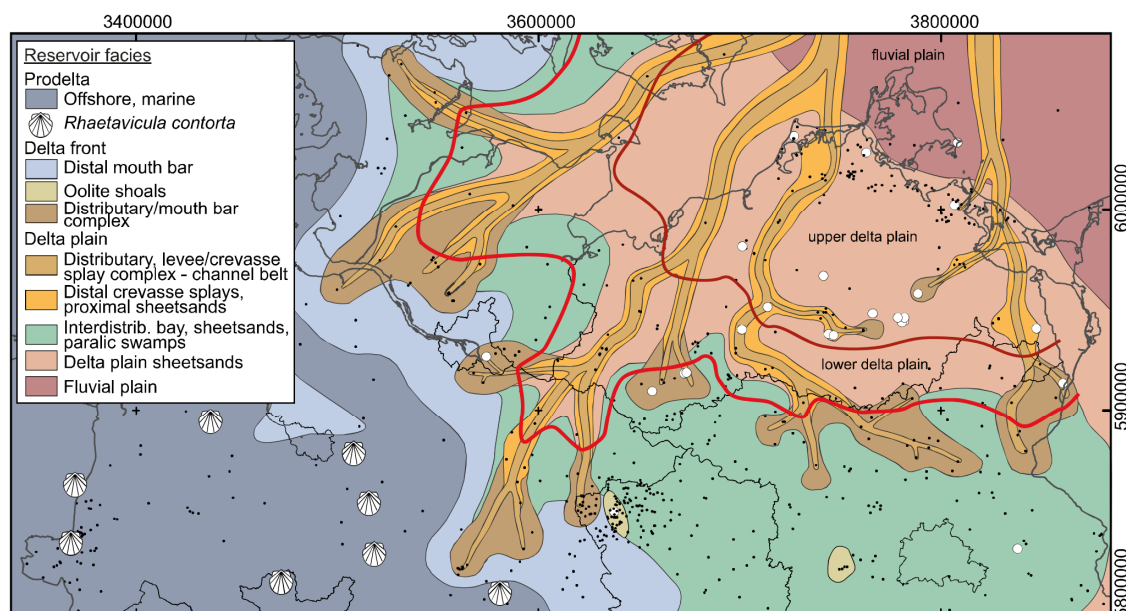 3400000
3600000
3800000
Reservoir facies
Prodelta
Offshore, marine
Rhaetavicula contorta
Delta front
Distal mouth bar
Oolite shoals
Distributary/mouth bar
complex
Delta plain
Distributary, levee/crevasse
splay complex - channel belt
Distal crevasse splays,
proximal sheetsands
Interdistrib. bay, sheetsands,
paralic swamps
Delta plain sheetsands
Fluvial plain
fluvial plain
upper delta plain
lower delta plain
6000000
5900000
5800000